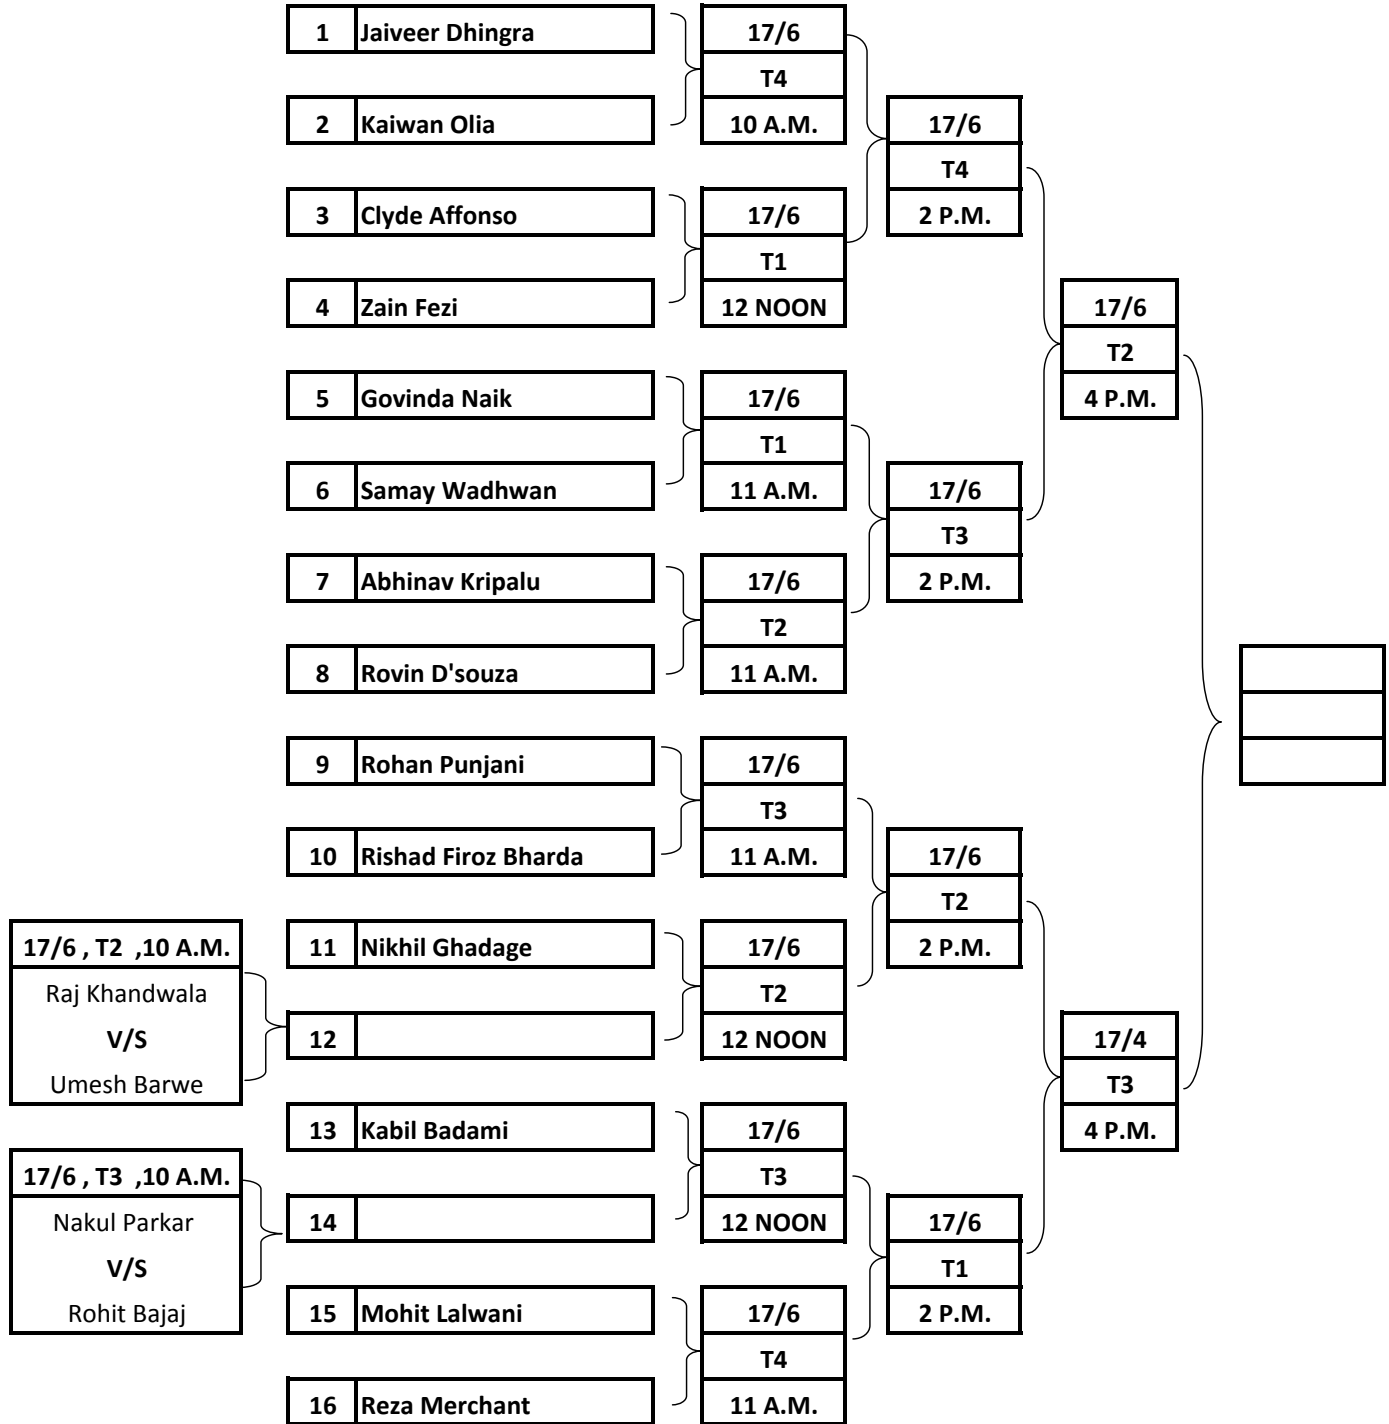 1 Jaiveer Dhingra 17/6
T4
2 Kaiwan Olia 10 A.M. 17/6
T4
3 Clyde Affonso 17/6 2 P.M.
T1
4 Zain Fezi 12 NOON 17/6
T2
5 Govinda Naik 17/6 4 P.M.
T1
6 Samay Wadhwan 11 A.M. 17/6
T3
7 Abhinav Kripalu 17/6 2 P.M.
T2
8 Rovin D'souza 11 A.M.
9 Rohan Punjani 17/6
T3
10 Rishad Firoz Bharda 11 A.M. 17/6
T2
17/6 , T2 ,10 A.M. 11 Nikhil Ghadage 17/6 2 P.M.
Raj Khandwala T2
V/S 12 12 NOON 17/4
Umesh Barwe T3
13 Kabil Badami 17/6 4 P.M.
17/6 , T3 ,10 A.M. T3
Nakul Parkar 14 12 NOON 17/6
V/S T1
Rohit Bajaj 15 Mohit Lalwani 17/6 2 P.M.
T4
16 Reza Merchant 11 A.M.